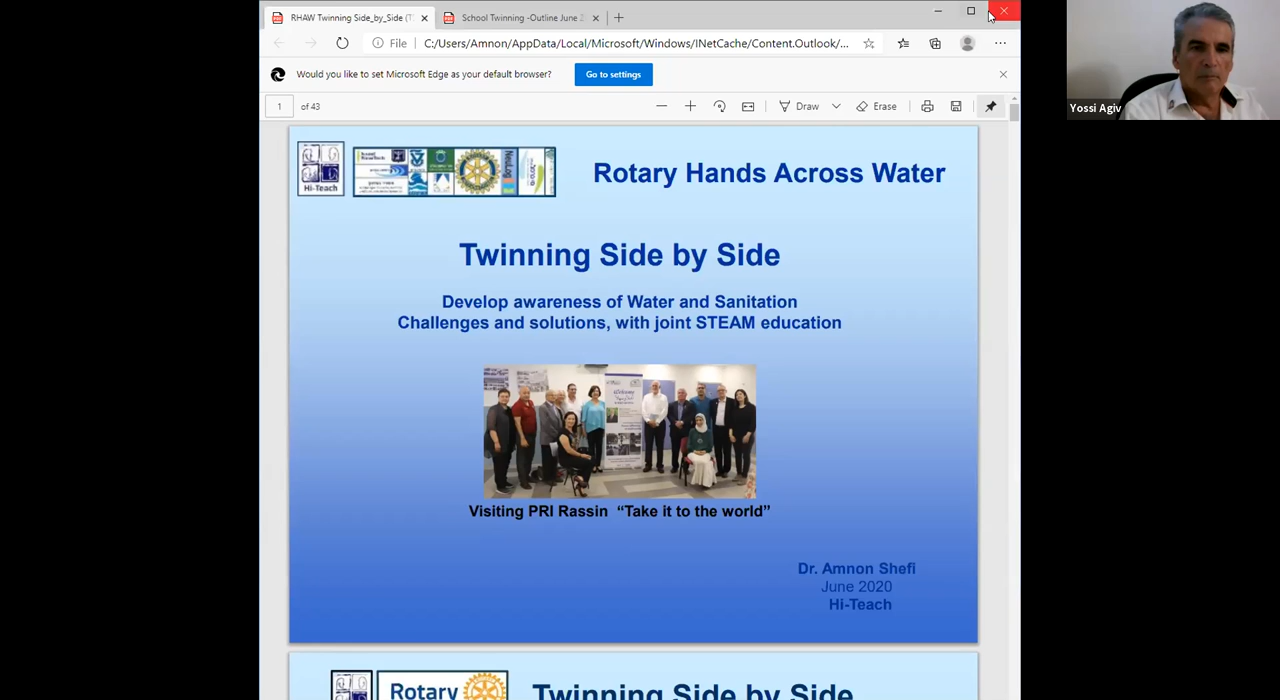 RHAW Twinning Side_by_Side (T
School Twinning -Outline June 2
File
C:/Users/Amnon/AppData/Local/Microsoft/Windows/INetCache/Content.Outlook/...
Would you like to set Microsoft Edge as your default browser?
Go to settings
1 of 43
Draw
Erase
Yossi Agiv
Hi-Teach
Rotary Hands Across Water
Twinning Side by Side
Develop awareness of Water and Sanitation
Challenges and solutions, with joint STEAM education
Visiting PRI Rassin “Take it to the world”
Dr. Amnon Shefi
June 2020
Hi-Teach
Rotary
Twinning Side by Side